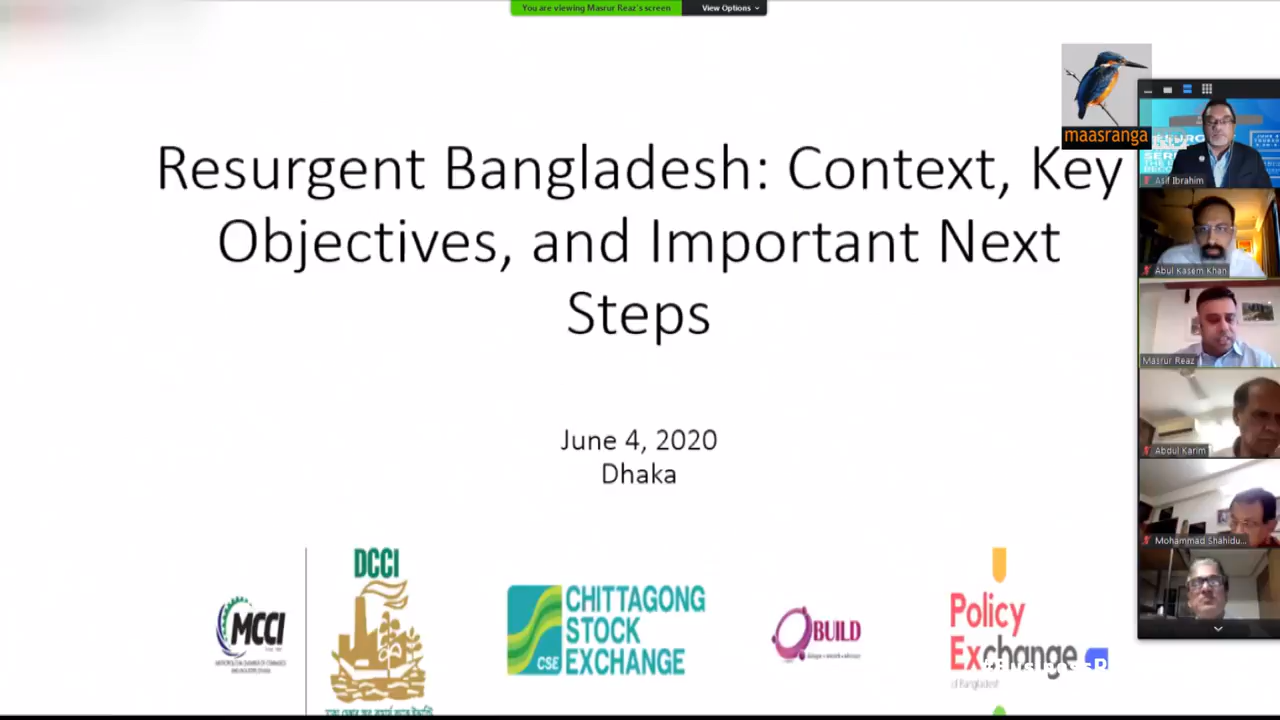 You are viewing Masrur Reaz's screen
View Options
maasranga
Resurgent Bangladesh: Context, Key
Objectives, and Important Next
Steps
June 4, 2020
Dhaka
Asif Ibrahim
Abul Kasem Khan
Masrur Reaz
Abdul Karim
Mohammad Shahidu...
MCCI
DCCI
CHITTAGONG
STOCK
EXCHANGE
CSE
BUILD
Policy
Exchange
of Bangladesh